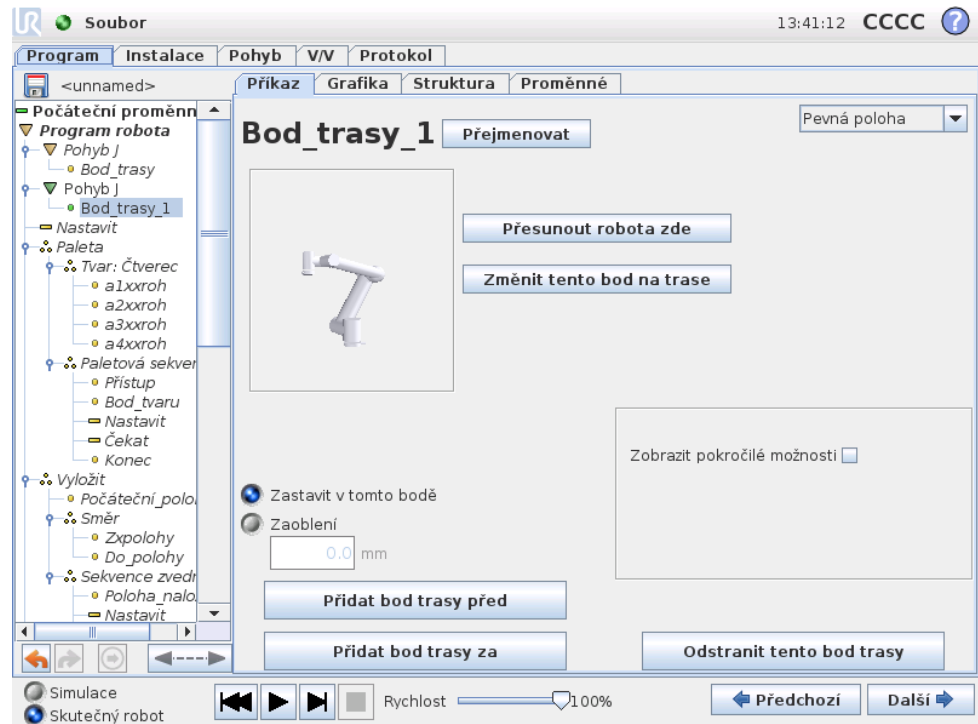 UR Soubor 13:41:12 CCCC ?
Program Instalace Pohyb V/V Protokol
<unnamed>
Příkaz Grafika Struktura Proměnné
Počáteční proměnn
Program robota
Pohyb J
Bod_trasy
Pohyb J
Bod_trasy_1
Nastavit
Paleta
Tvar: Čtverec
a1xxroh
a2xxroh
a3xxroh
a4xxroh
Paletová sekven
Přístup
Bod_tvaru
Nastavit
Čekat
Konec
Vyložit
Počáteční_polo
Směr
Zxpolohy
Do_polohy
Sekvence zvedn
Poloha_nalo
Nastavit
Bod_trasy_1 Přejmenovat
Pevná poloha
Přesunout robota zde
Změnit tento bod na trase
Zobrazit pokročilé možnosti
Zastavit v tomto bodě
Zaoblení
0.0 mm
Přidat bod trasy před
Přidat bod trasy za
Odstranit tento bod trasy
Simulace
Skutečný robot
Rychlost 100%
Předchozí Další